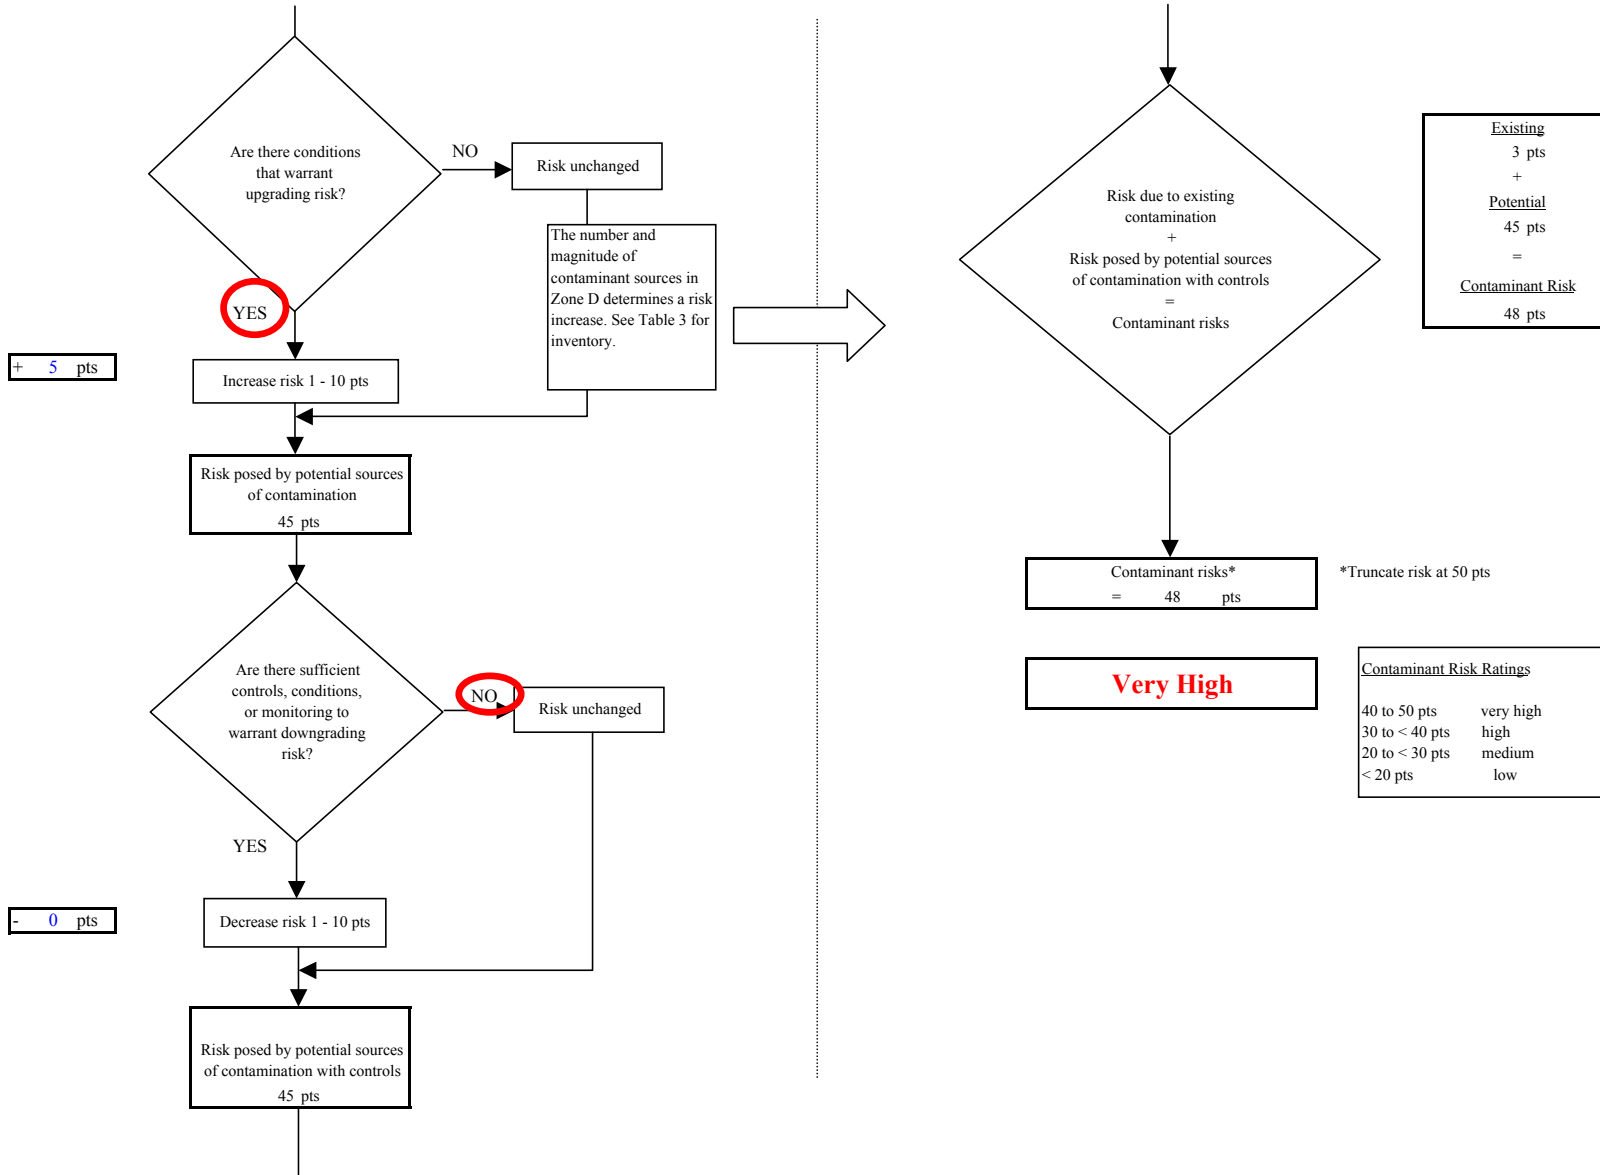 Are there conditions
that warrant
upgrading risk?
NO
Risk unchanged
The number and
magnitude of
contaminant sources in
Zone D determines a risk
increase. See Table 3 for
inventory.
YES
+ 5 pts
Increase risk 1 - 10 pts
Risk posed by potential sources
of contamination
45 pts
Are there sufficient
controls, conditions,
or monitoring to
warrant downgrading
risk?
NO
Risk unchanged
YES
- 0 pts
Decrease risk 1 - 10 pts
Risk posed by potential sources
of contamination with controls
45 pts
Risk due to existing
contamination
+
Risk posed by potential sources
of contamination with controls
=
Contaminant risks
Existing
3 pts
+
Potential
45 pts
=
Contaminant Risk
48 pts
Contaminant risks*
= 48 pts
*Truncate risk at 50 pts
Very High
Contaminant Risk Ratings
40 to 50 pts very high
30 to < 40 pts high
20 to < 30 pts medium
< 20 pts low